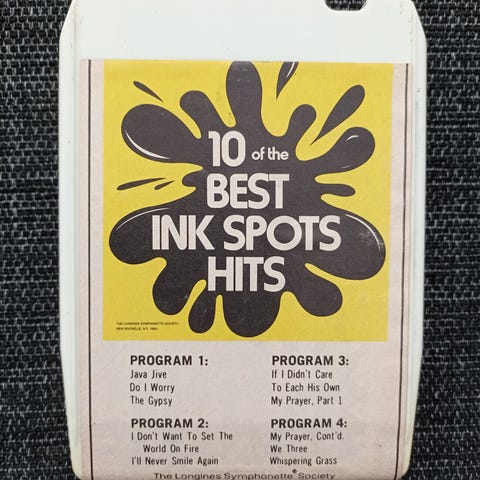 10 of the
BEST
INK SPOTS
HITS
THE LONGINES SYMPHONETTE SOCIETY
NEW ROCHELLE, N.Y. 10801
PROGRAM 1:
Java Jive
Do I Worry
The Gypsy
PROGRAM 2:
I Don't Want To Set The
World On Fire
I'll Never Smile Again
PROGRAM 3:
If I Didn't Care
To Each His Own
My Prayer, Part 1
PROGRAM 4:
My Prayer, Cont'd.
We Three
Whispering Grass
The Longines Symphonette® Society